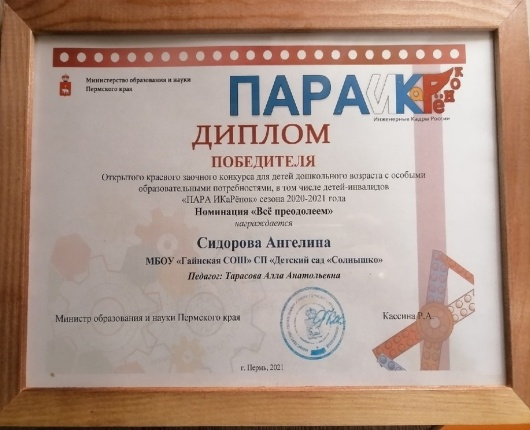 Министерство образования и науки
Пермского края
ПАРАИКаРёнок
Инженерные Кадры России
ДИПЛОМ
ПОБЕДИТЕЛЯ
Открытого краевого заочного конкурса для детей дошкольного возраста с особыми
образовательными потребностями, в том числе детей-инвалидов
«ПАРА ИКаРёнок» сезона 2020-2021 года
Номинация «Всё преодолеем»
награждается
Сидорова Ангелина
МБОУ «Гайнская СОШ» СП «Детский сад «Солнышко»
Педагог: Тарасова Алла Анатольевна
Министр образования и науки Пермского края
Кассина Р.А.
г. Пермь, 2021